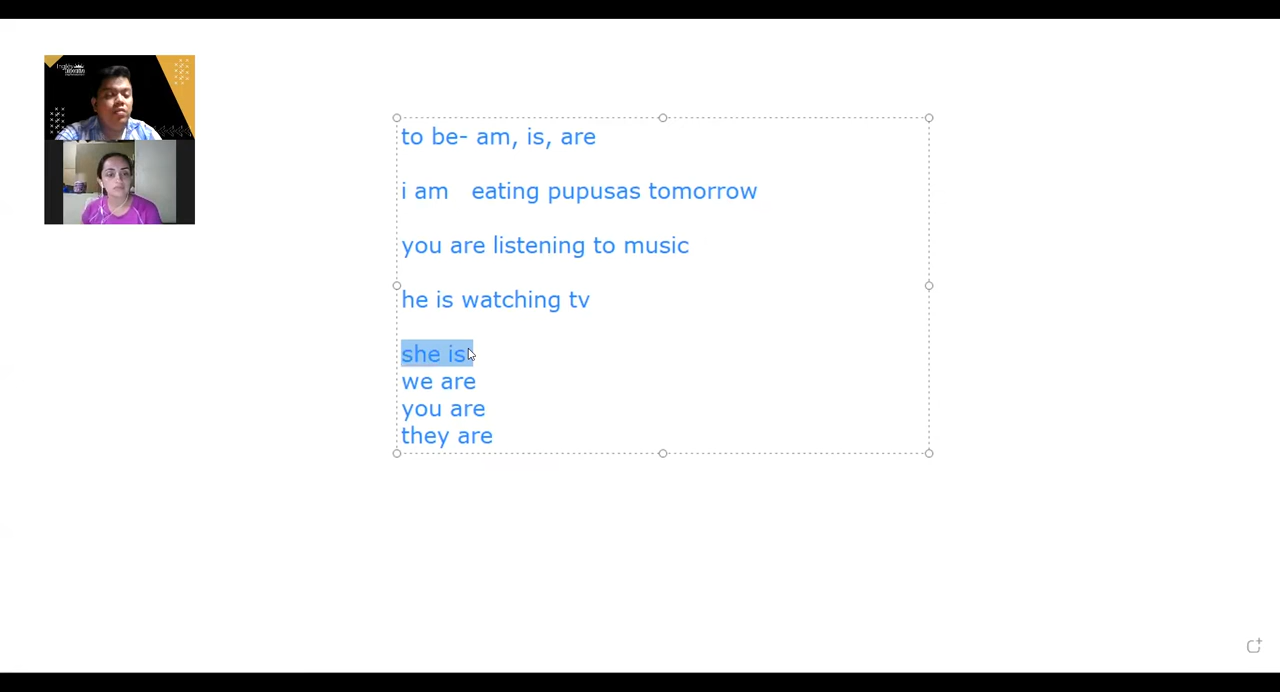 to be- am, is, are
i am eating pupusas tomorrow
you are listening to music
he is watching tv
she is
we are
you are
they are